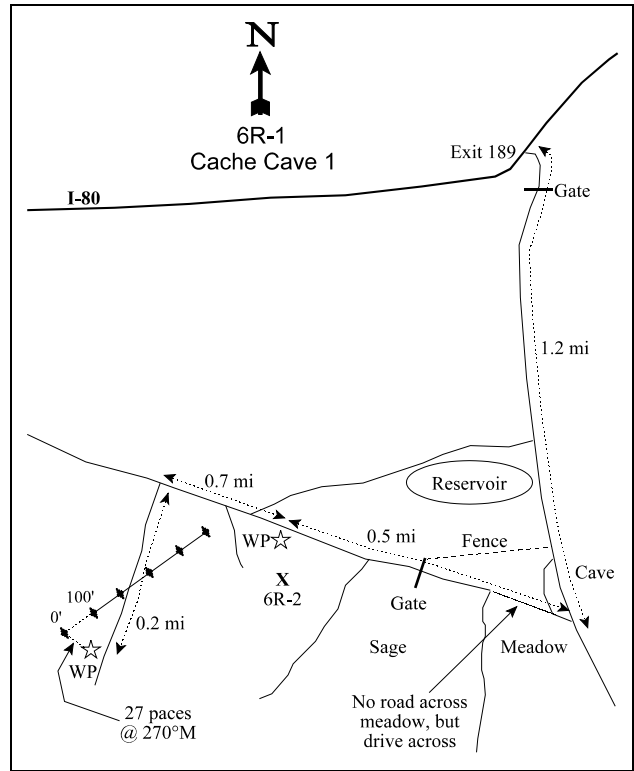 N
6R-1
Cache Cave 1
Exit 189
I-80
Gate
1.2 mi
0.7 mi
Reservoir
0.5 mi
WP
Fence
X
6R-2
Cave
100'
Gate
0'
0.2 mi
Sage
Meadow
WP
No road across
meadow, but
drive across
27 paces
@ 270°M